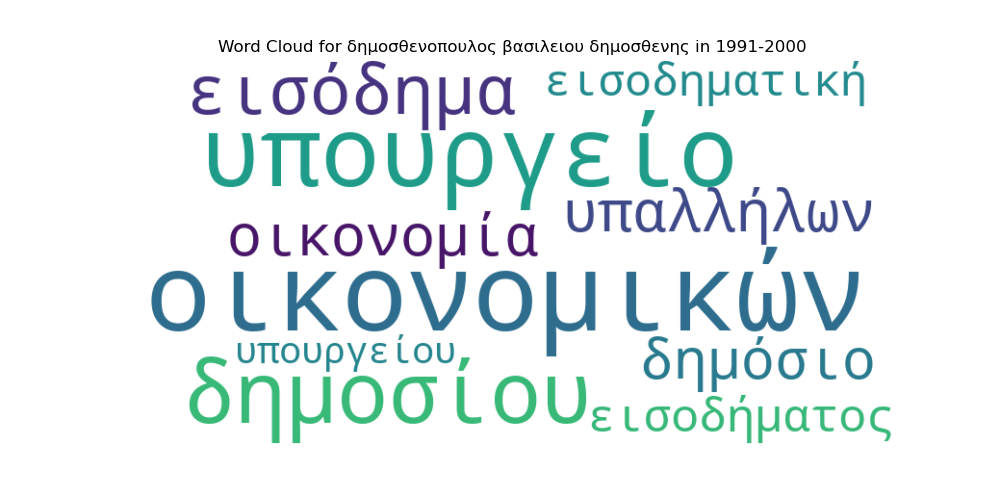 Word Cloud for δημοσθενοπουλος βασιλειου δημοσθενης in 1991-2000
εισόδημα εισοδηματική
υπουργείο
υπαλλήλων
οικονομία
οικονομικών
υπουργείου δημόσιο
δημοσίου εισοδήματος